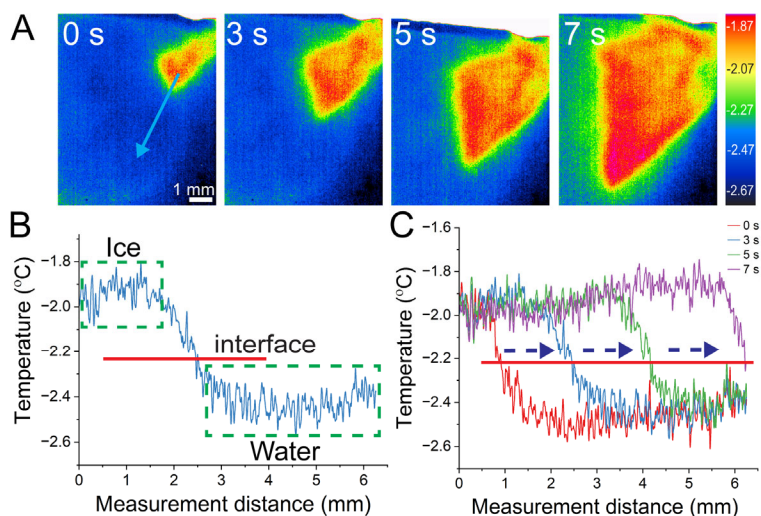 A
0 s
3 s
5 s
7 s
1 mm
-1.87
-2.07
-2.27
-2.47
-2.67
B
Temperature (°C)
−1.8
−2.0
−2.2
−2.4
−2.6
Ice
interface
Water
0 1 2 3 4 5 6
Measurement distance (mm)
C
Temperature (°C)
−1.6
−1.8
−2.0
−2.2
−2.4
−2.6
0 s
3 s
5 s
7 s
0 1 2 3 4 5 6
Measurement distance (mm)